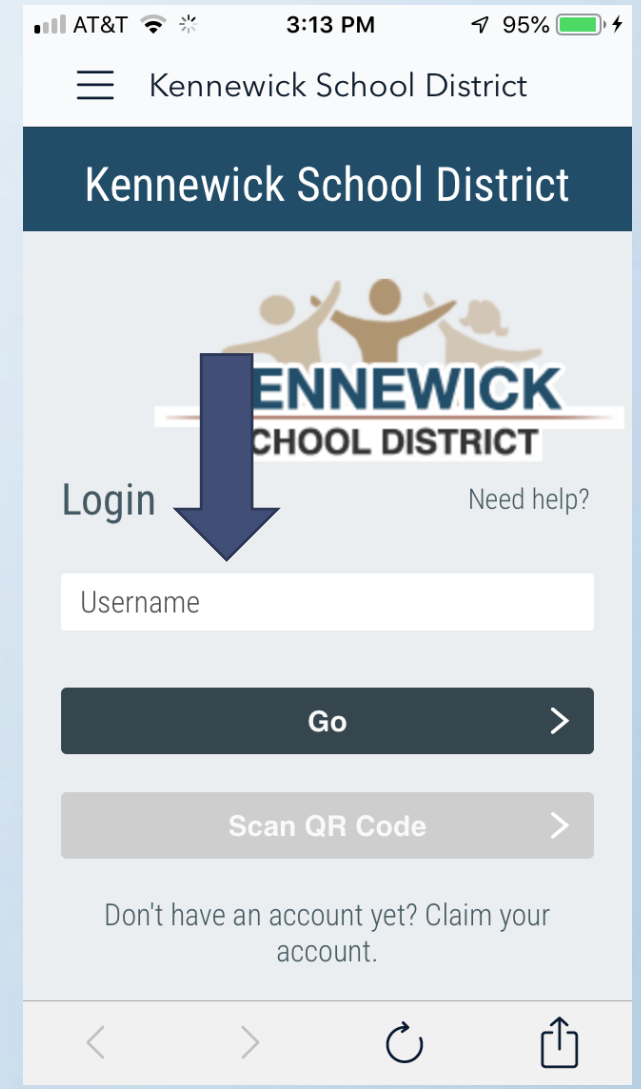 AT&T 3:13 PM 95%
Kennewick School District
Kennewick School District
ENNEWICK
CHOOL DISTRICT
Login Need help?
Username
Go
Scan QR Code
Don't have an account yet? Claim your
account.